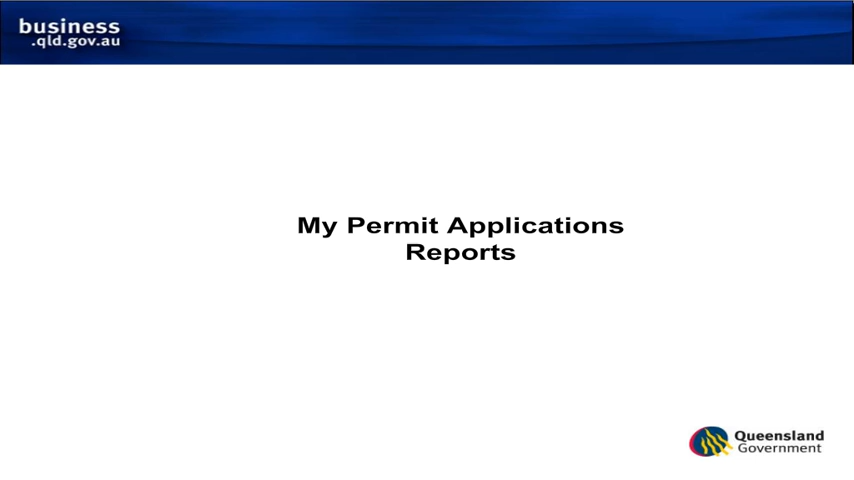 business
.qld.gov.au
My Permit Applications
Reports
Queensland
Government